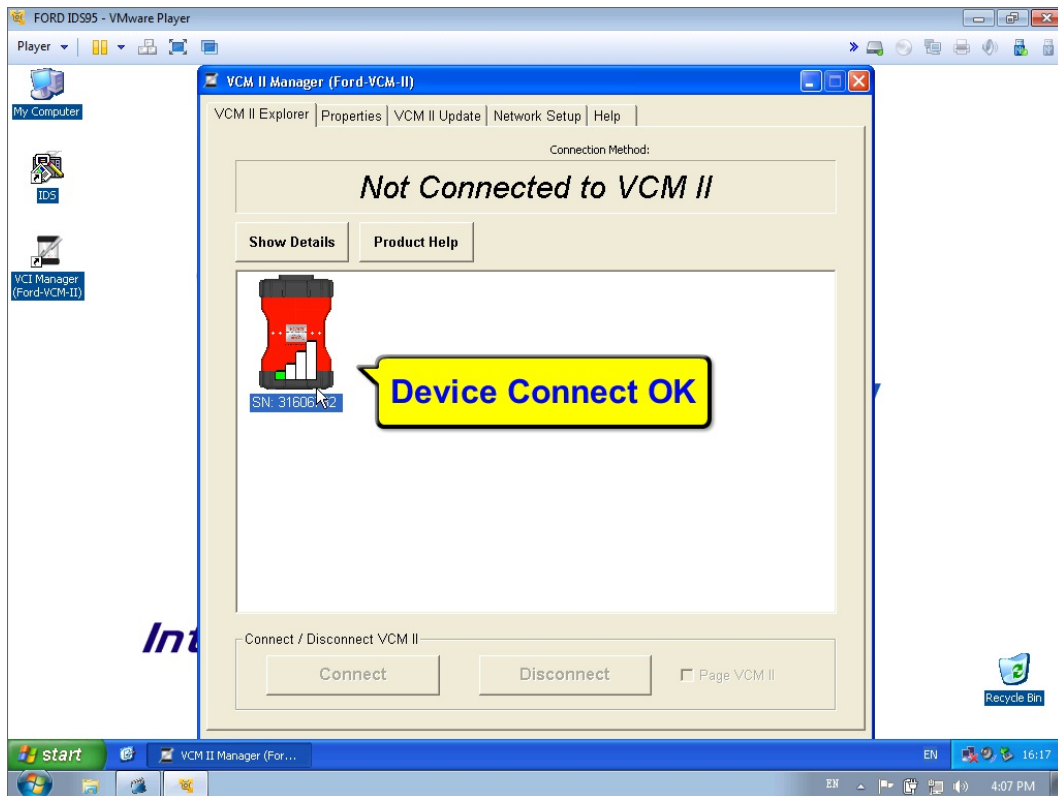 FORD IDS95 - VMware Player
Player
»
My Computer
IDS
VCI Manager
(Ford-VCM-II)
VCM II Manager (Ford-VCM-II)
VCM II Explorer Properties VCM II Update Network Setup Help
Connection Method:
Not Connected to VCM II
Show Details Product Help
Device Connect OK
SN:
Int
Connect / Disconnect VCM II
Connect Disconnect Page VCM II
Recycle Bin
start VCM II Manager (For... EN 16:17
EN 4:07 PM